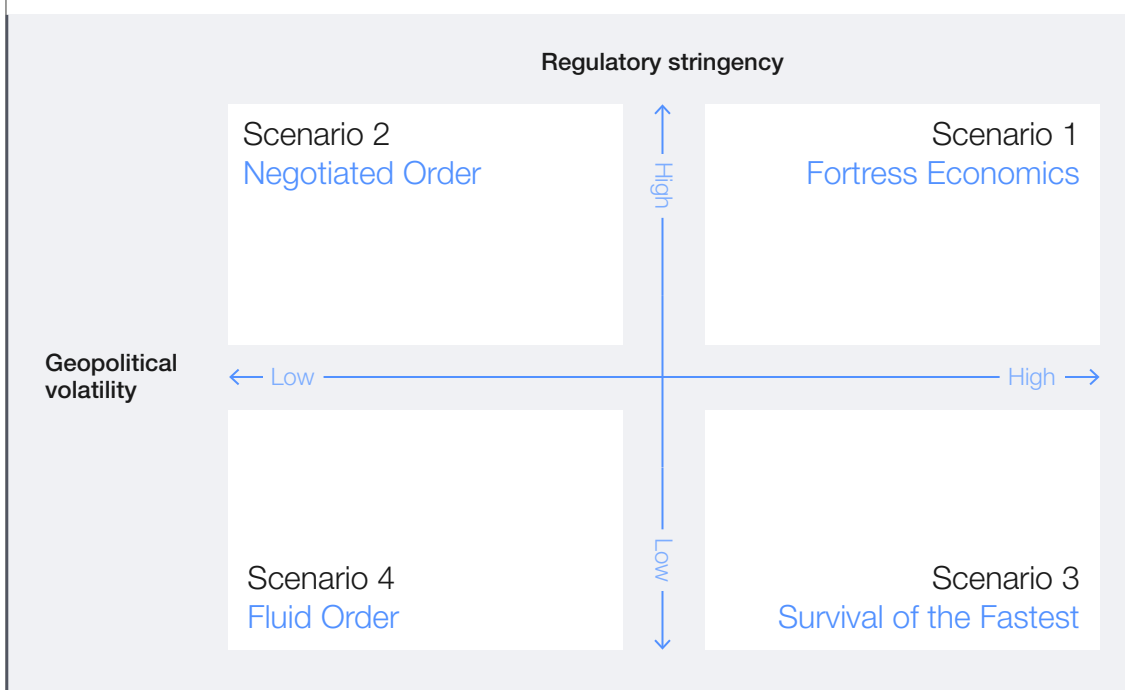 Regulatory stringency
Scenario 2
Negotiated Order
Scenario 1
Fortress Economics
High
Geopolitical
volatility
Low
High
Low
Scenario 4
Fluid Order
Scenario 3
Survival of the Fastest